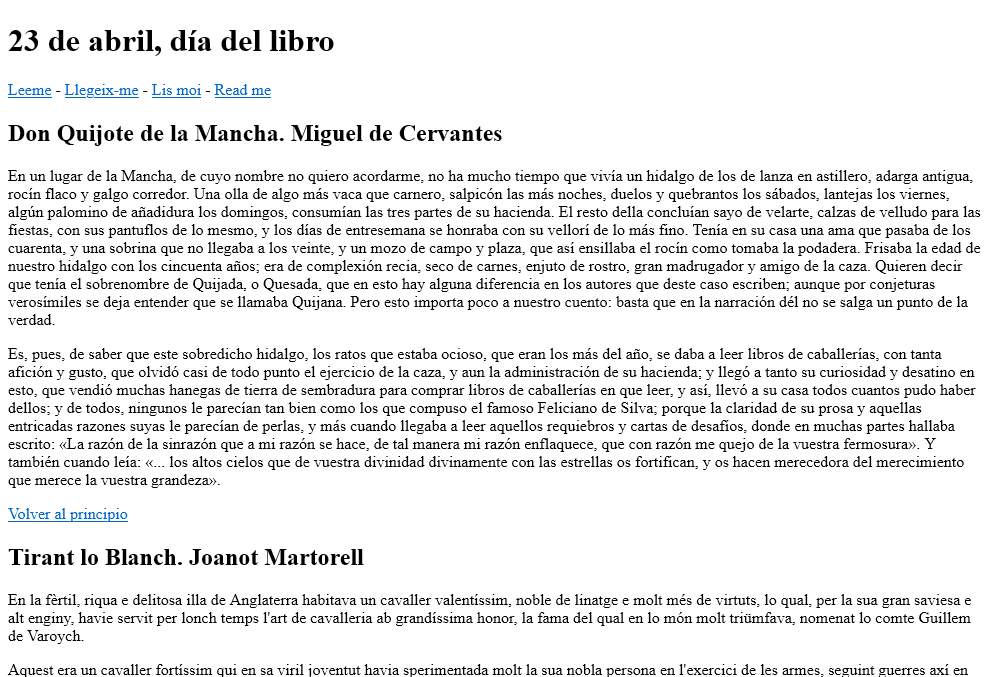 23 de abril, día del libro
Leeme - Llegeix-me - Lis moi - Read me
Don Quijote de la Mancha. Miguel de Cervantes
En un lugar de la Mancha, de cuyo nombre no quiero acordarme, no ha mucho tiempo que vivía un hidalgo de los de lanza en astillero, adarga antigua,
rocín flaco y galgo corredor. Una olla de algo más vaca que carnero, salpicón las más noches, duelos y quebrantos los sábados, lantejas los viernes,
algún palomino de añadidura los domingos, consumían las tres partes de su hacienda. El resto della concluían sayo de velarte, calzas de velludo para las
fiestas, con sus pantuflos de lo mesmo, y los días de entresemana se honraba con su vellorí de lo más fino. Tenía en su casa una ama que pasaba de los
cuarenta, y una sobrina que no llegaba a los veinte, y un mozo de campo y plaza, que así ensillaba el rocín como tomaba la podadera. Frisaba la edad de
nuestro hidalgo con los cincuenta años; era de complexión recia, seco de carnes, enjuto de rostro, gran madrugador y amigo de la caza. Quieren decir
que tenía el sobrenombre de Quijada, o Quesada, que en esto hay alguna diferencia en los autores que deste caso escriben; aunque por conjeturas
verosímiles se deja entender que se llamaba Quijana. Pero esto importa poco a nuestro cuento: basta que en la narración dél no se salga un punto de la
verdad.
Es, pues, de saber que este sobredicho hidalgo, los ratos que estaba ocioso, que eran los más del año, se daba a leer libros de caballerías, con tanta
afición y gusto, que olvidó casi de todo punto el ejercicio de la caza, y aun la administración de su hacienda; y llegó a tanto su curiosidad y desatino en
esto, que vendió muchas hanegas de tierra de sembradura para comprar libros de caballerías en que leer, y así, llevó a su casa todos cuantos pudo haber
dellos; y de todos, ningunos le parecían tan bien como los que compuso el famoso Feliciano de Silva; porque la claridad de su prosa y aquellas
entricadas razones suyas le parecían de perlas, y más cuando llegaba a leer aquellos requiebros y cartas de desafíos, donde en muchas partes hallaba
escrito: «La razón de la sinrazón que a mi razón se hace, de tal manera mi razón enflaquece, que con razón me quejo de la vuestra fermosura». Y
también cuando leía: «... los altos cielos que de vuestra divinidad divinamente con las estrellas os fortifican, y os hacen merecedora del merecimiento
que merece la vuestra grandeza».
Volver al principio
Tirant lo Blanch. Joanot Martorell
En la fèrtil, riqua e delitosa illa de Anglaterra habitava un cavaller valentíssim, noble de linatge e molt més de virtuts, lo qual, per la sua gran saviesa e
alt enginy, havie servit per lonch temps l'art de cavalleria ab grandíssima honor, la fama del qual en lo món molt triümfava, nomenat lo comte Guillem
de Varoych.
Aquest era un cavaller fortíssim qui en sa viril joventut havia sperimentada molt la sua nobla persona en l'exercici de les armes, seguint guerres axí en